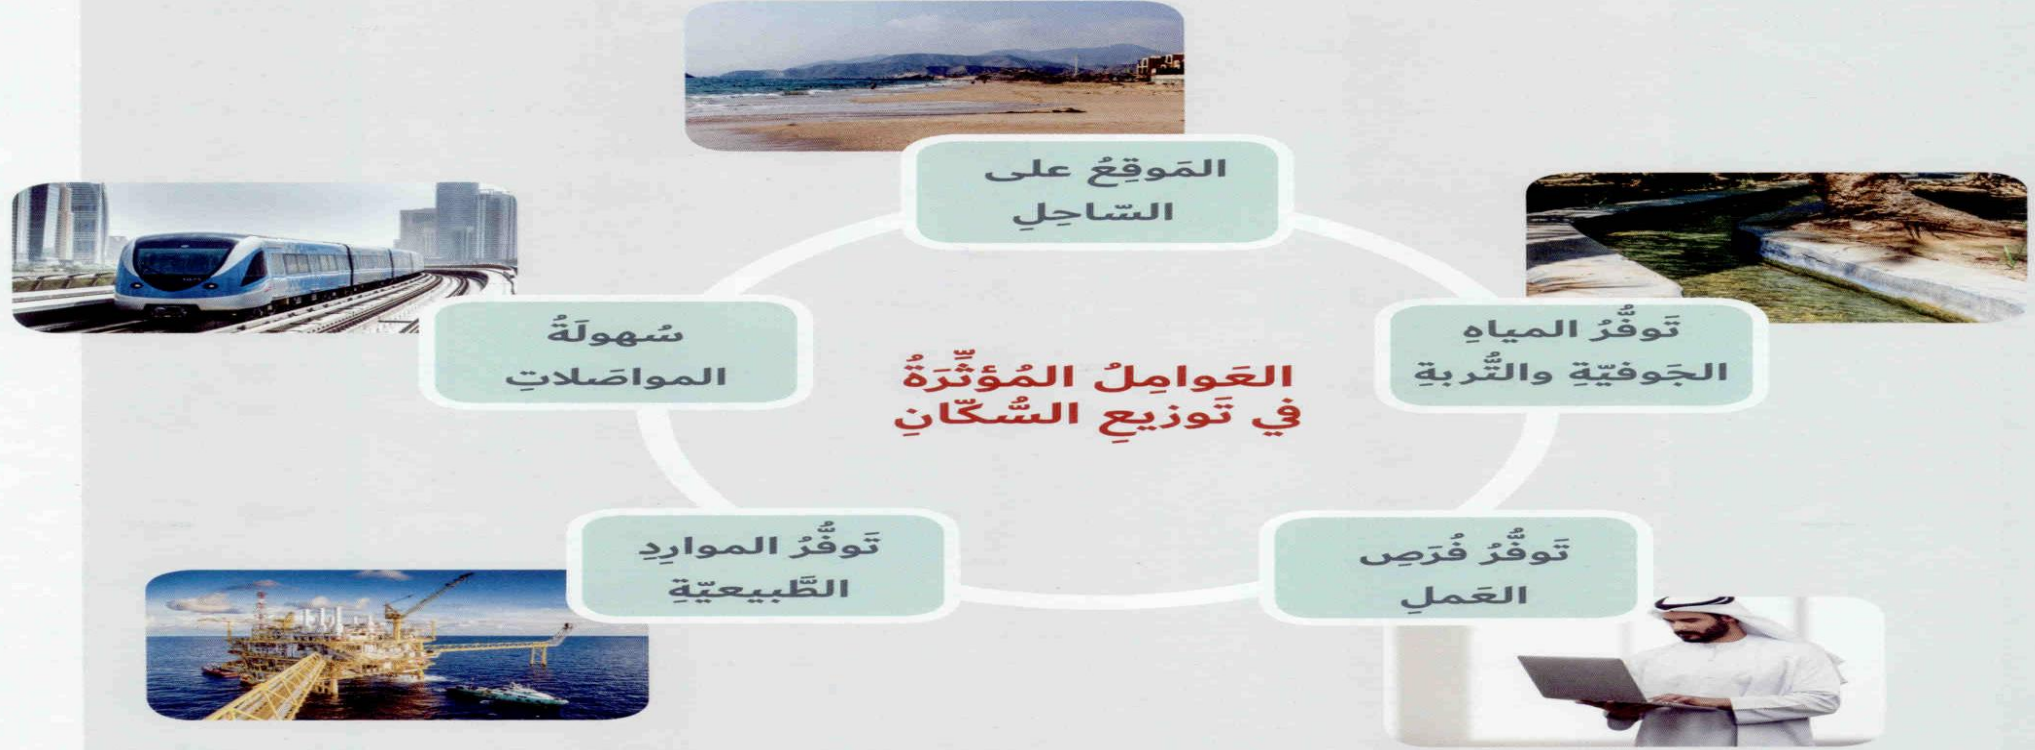 المَوقِعُ على
السّاحِلِ
تَوفُّرُ المياهِ
الجَوفيّةِ والتُّربةِ
سُهولَةُ
المواصَلاتِ
العَوامِلُ المُؤثِّرَةُ
في تَوزيعِ السُّكّانِ
تَوفُّرُ فُرَصِ
العَملِ
تَوفُّرُ الموارِدِ
الطَّبيعيّةِ